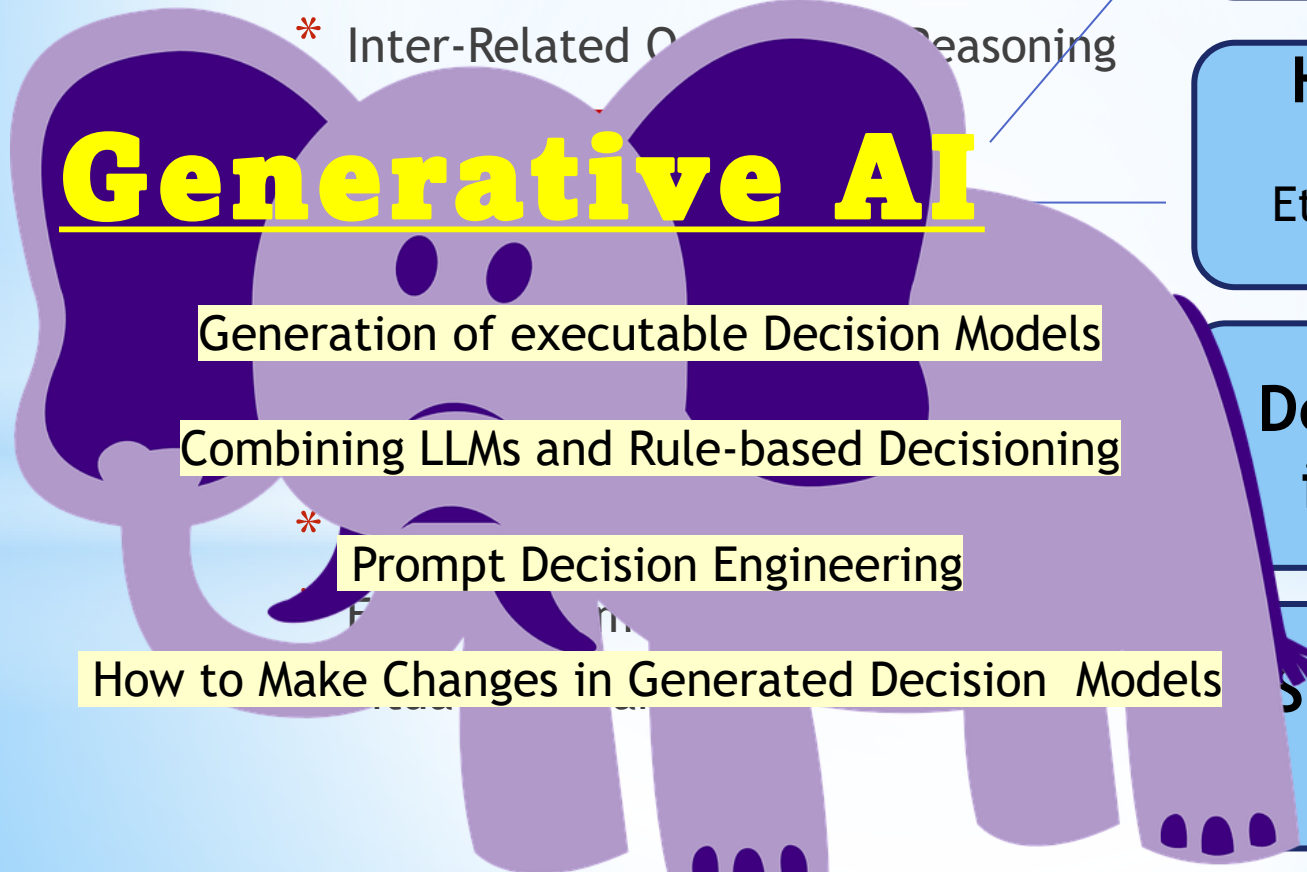 * Inter-Related Reasoning
Generative AI
Generation of executable Decision Models
Combining LLMs and Rule-based Decisioning
*
Prompt Decision Engineering
How to Make Changes in Generated Decision  Models